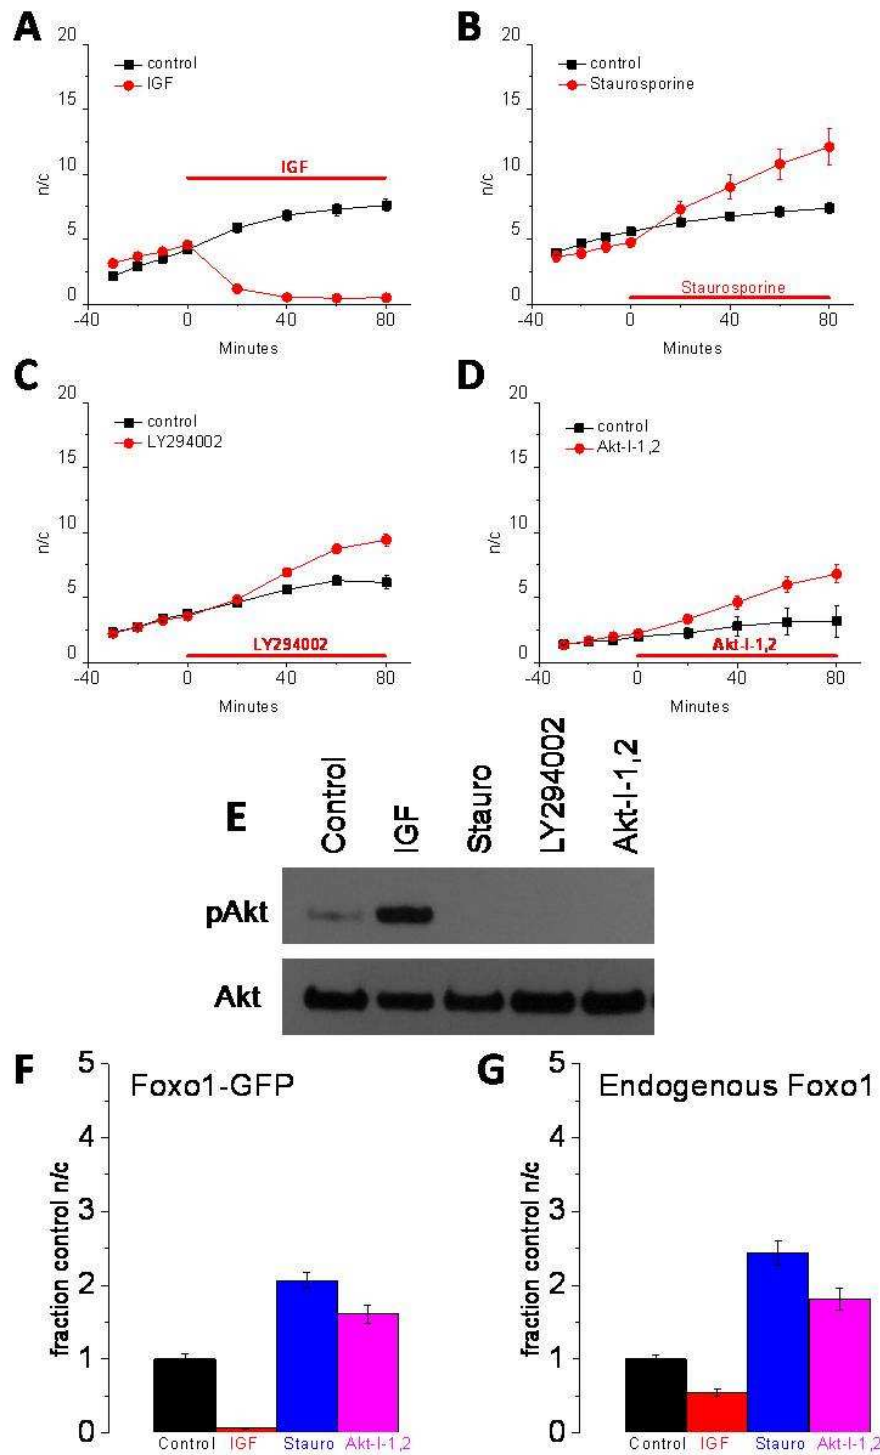 A
20
15
10
5
0
n/c
control
IGF
IGF
-40 0 40 80
Minutes
B
20
15
10
5
0
n/c
control
Staurosporine
Staurosporine
-40 0 40 80
Minutes
C
20
15
10
5
0
n/c
control
LY294002
LY294002
-40 0 40 80
Minutes
D
20
15
10
5
0
n/c
control
Akt-I-1,2
Akt-I-1,2
-40 0 40 80
Minutes
E
Control
IGF
Stauro
LY294002
Akt-I-1,2
pAkt
Akt
F
Foxo1-GFP
5
4
3
2
1
0
fraction control n/c
Control IGF Stauro Akt-I-1,2
G
Endogenous Foxo1
5
4
3
2
1
0
fraction control n/c
Control IGF Stauro Akt-I-1,2